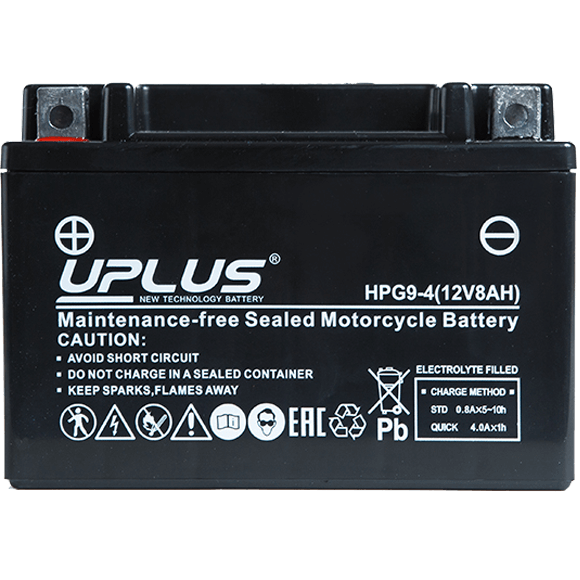 UPLUS®
NEW TECHNOLOGY BATTERY
HPG9-4(12V8AH)
Maintenance-free Sealed Motorcycle Battery
CAUTION:
AVOID SHORT CIRCUIT
DO NOT CHARGE IN A SEALED CONTAINER
KEEP SPARKS,FLAMES AWAY
EAC
Pb
ELECTROLYTE FILLED
CHARGE METHOD
STD 0.8A×5~10h
QUICK 4.0A×1h